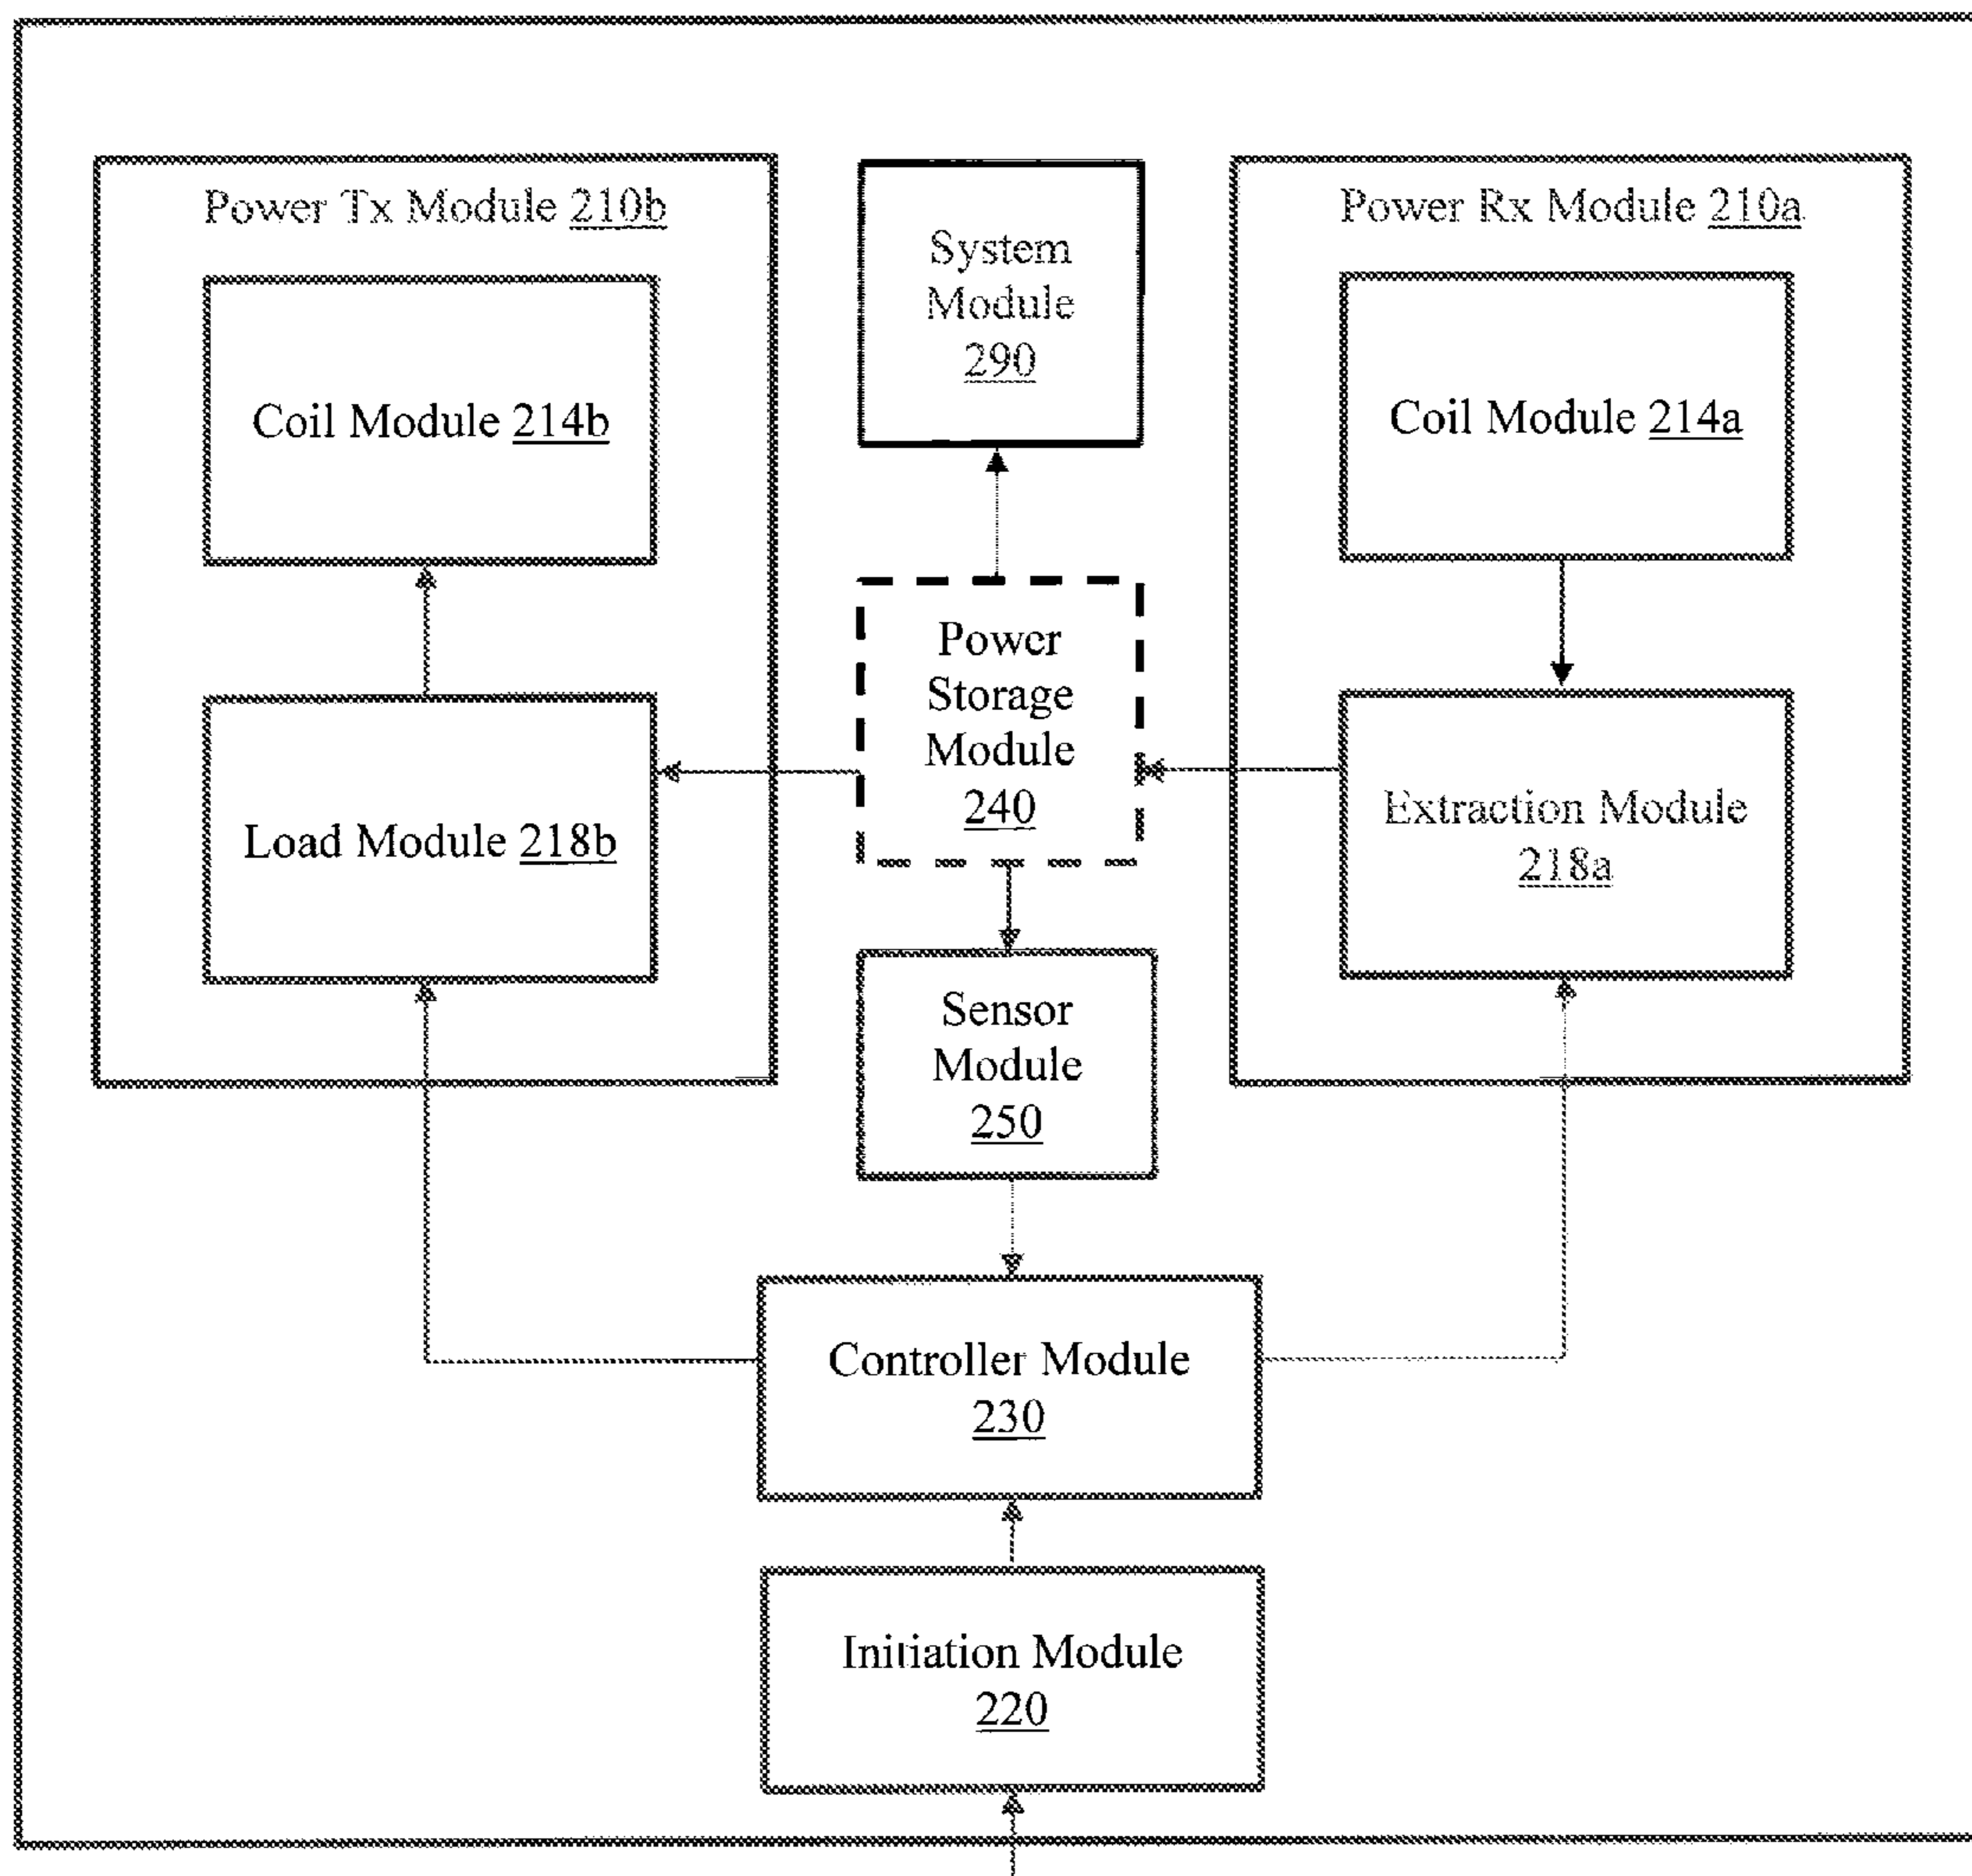 Power Tx Module 210b
Coil Module 214b
Load Module 218b
System
Module
290
Power
Storage
Module
240
Sensor
Module
250
Power Rx Module 210a
Coil Module 214a
Extraction Module
218a
Controller Module
230
Initiation Module
220